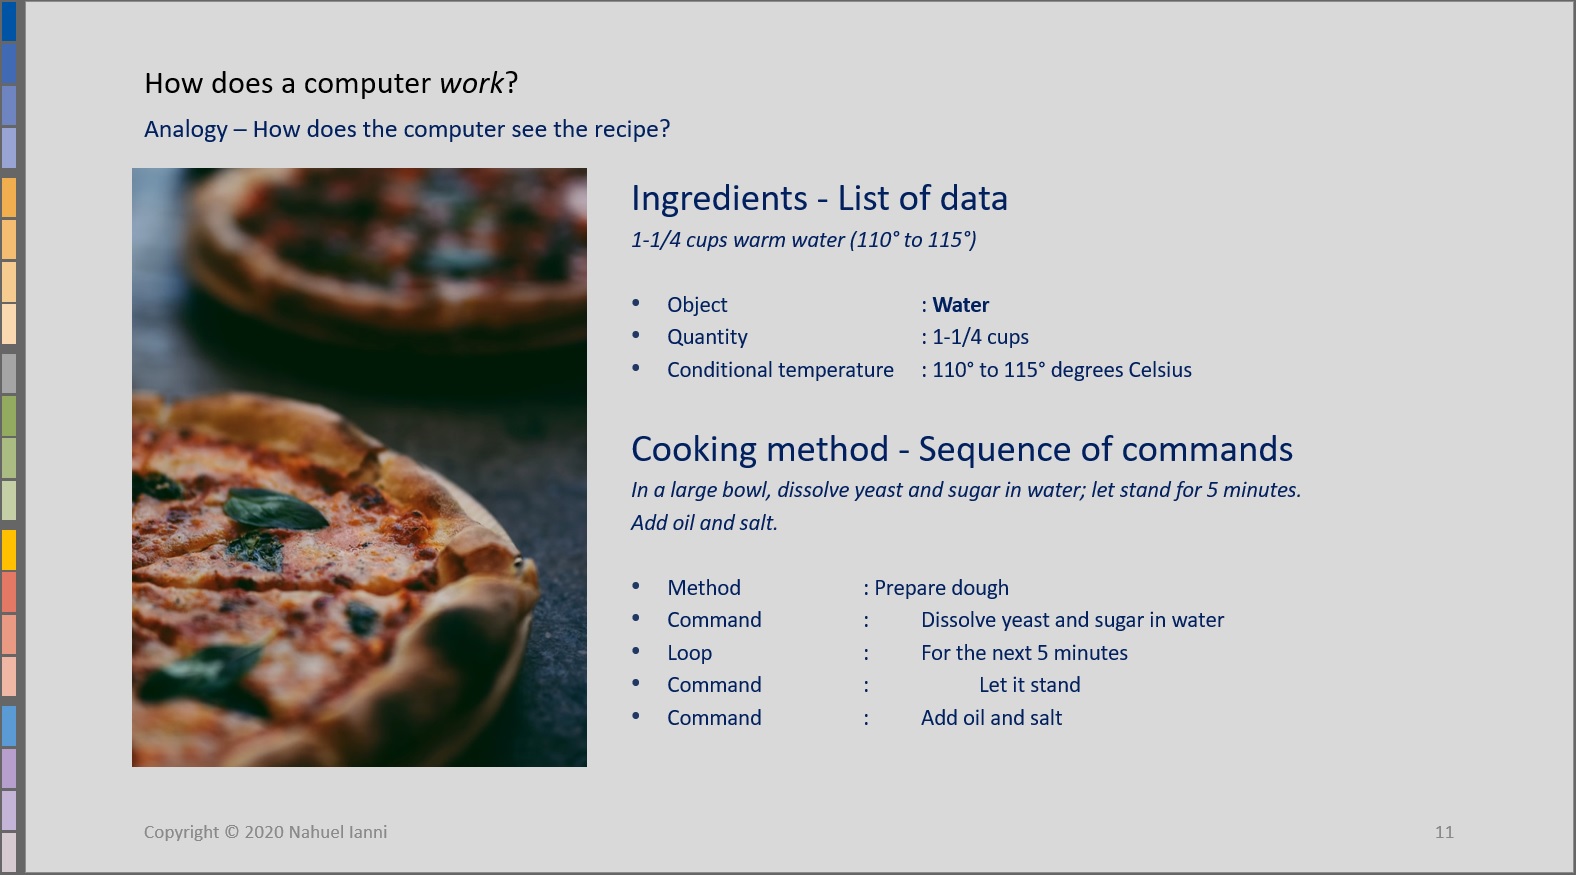 How does a computer work?
Analogy – How does the computer see the recipe?
Ingredients - List of data
1-1/4 cups warm water (110° to 115°)
• Object : Water
• Quantity : 1-1/4 cups
• Conditional temperature : 110° to 115° degrees Celsius
Cooking method - Sequence of commands
In a large bowl, dissolve yeast and sugar in water; let stand for 5 minutes.
Add oil and salt.
• Method : Prepare dough
• Command : Dissolve yeast and sugar in water
• Loop : For the next 5 minutes
• Command : Let it stand
• Command : Add oil and salt
Copyright © 2020 Nahuel Ianni
11